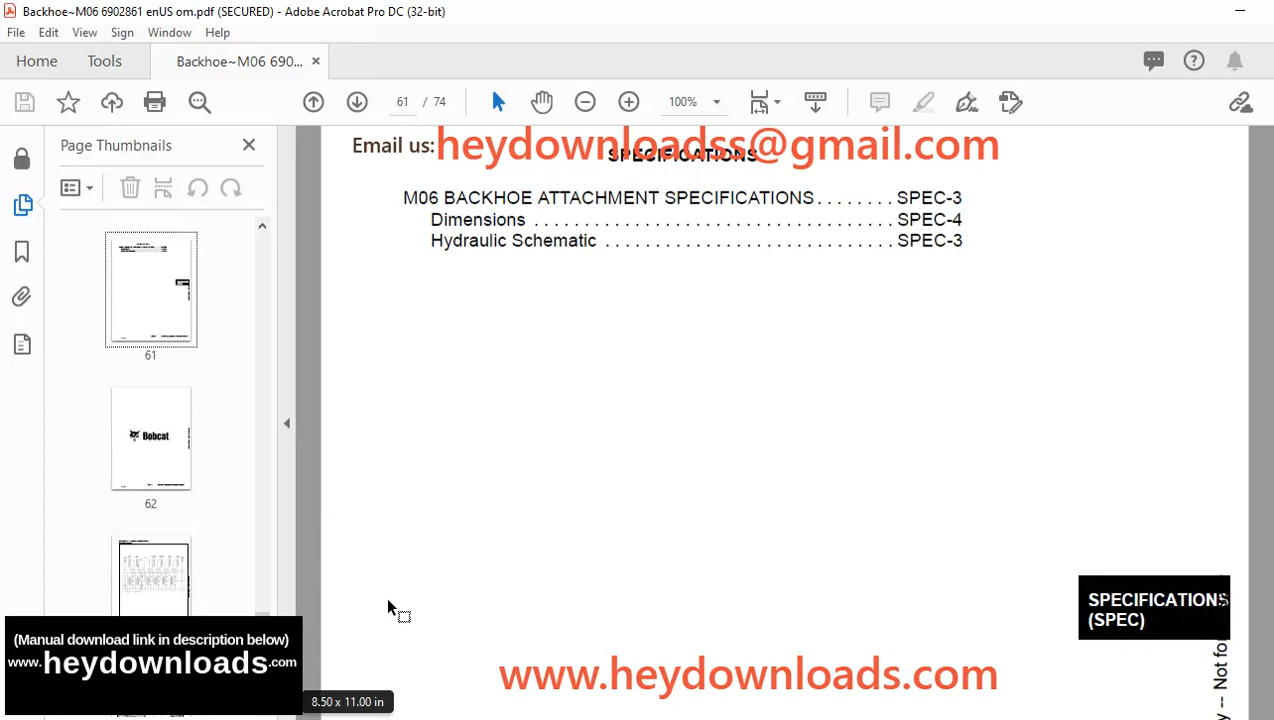 Backhoe~M06 6902861 enUS om.pdf (SECURED) - Adobe Acrobat Pro DC (32-bit)
File Edit View Sign Window Help
Home Tools Backhoe~M06 690... ×
61 / 74 100%
Page Thumbnails
61
Bobcat
62
Email us: heydownloadss@gmail.com
SPECIFICATIONS
M06 BACKHOE ATTACHMENT SPECIFICATIONS . . . . . . . . SPEC-3
Dimensions . . . . . . . . . . . . . . . . . . . . . . . . . . . . . . . . . . . . SPEC-4
Hydraulic Schematic . . . . . . . . . . . . . . . . . . . . . . . . . . . . . SPEC-3
SPECIFICATIONS
(SPEC)
y -- Not for
www.heydownloads.com
(Manual download link in description below)
www.heydownloads.com
8.50 x 11.00 in